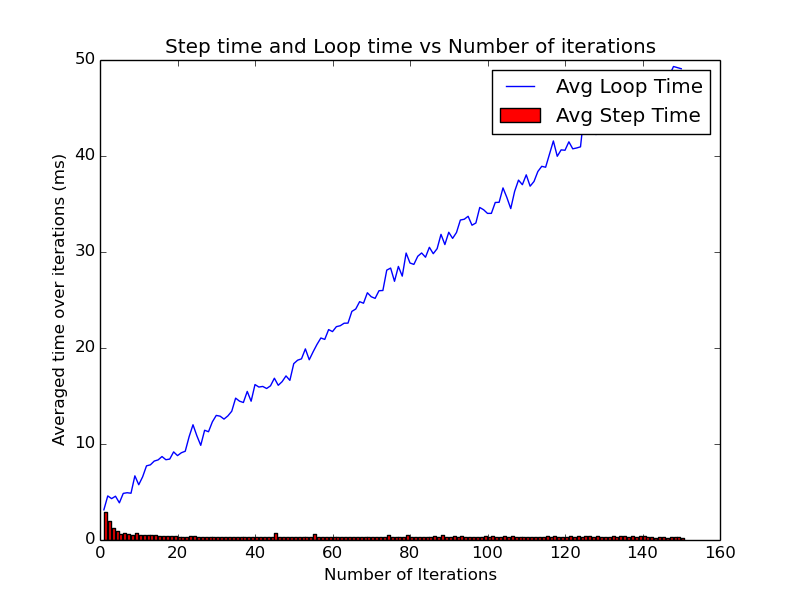 Step time and Loop time vs Number of iterations
Avg Loop Time
Avg Step Time
Averaged time over iterations (ms)
50
40
30
20
10
0
0 20 40 60 80 100 120 140 160
Number of Iterations